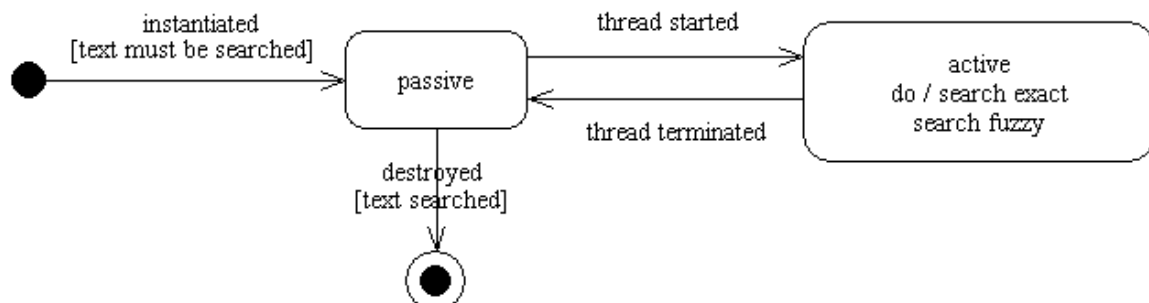 instantiated
[text must be searched]
passive
thread started
thread terminated
active
do / search exact
search fuzzy
destroyed
[text searched]